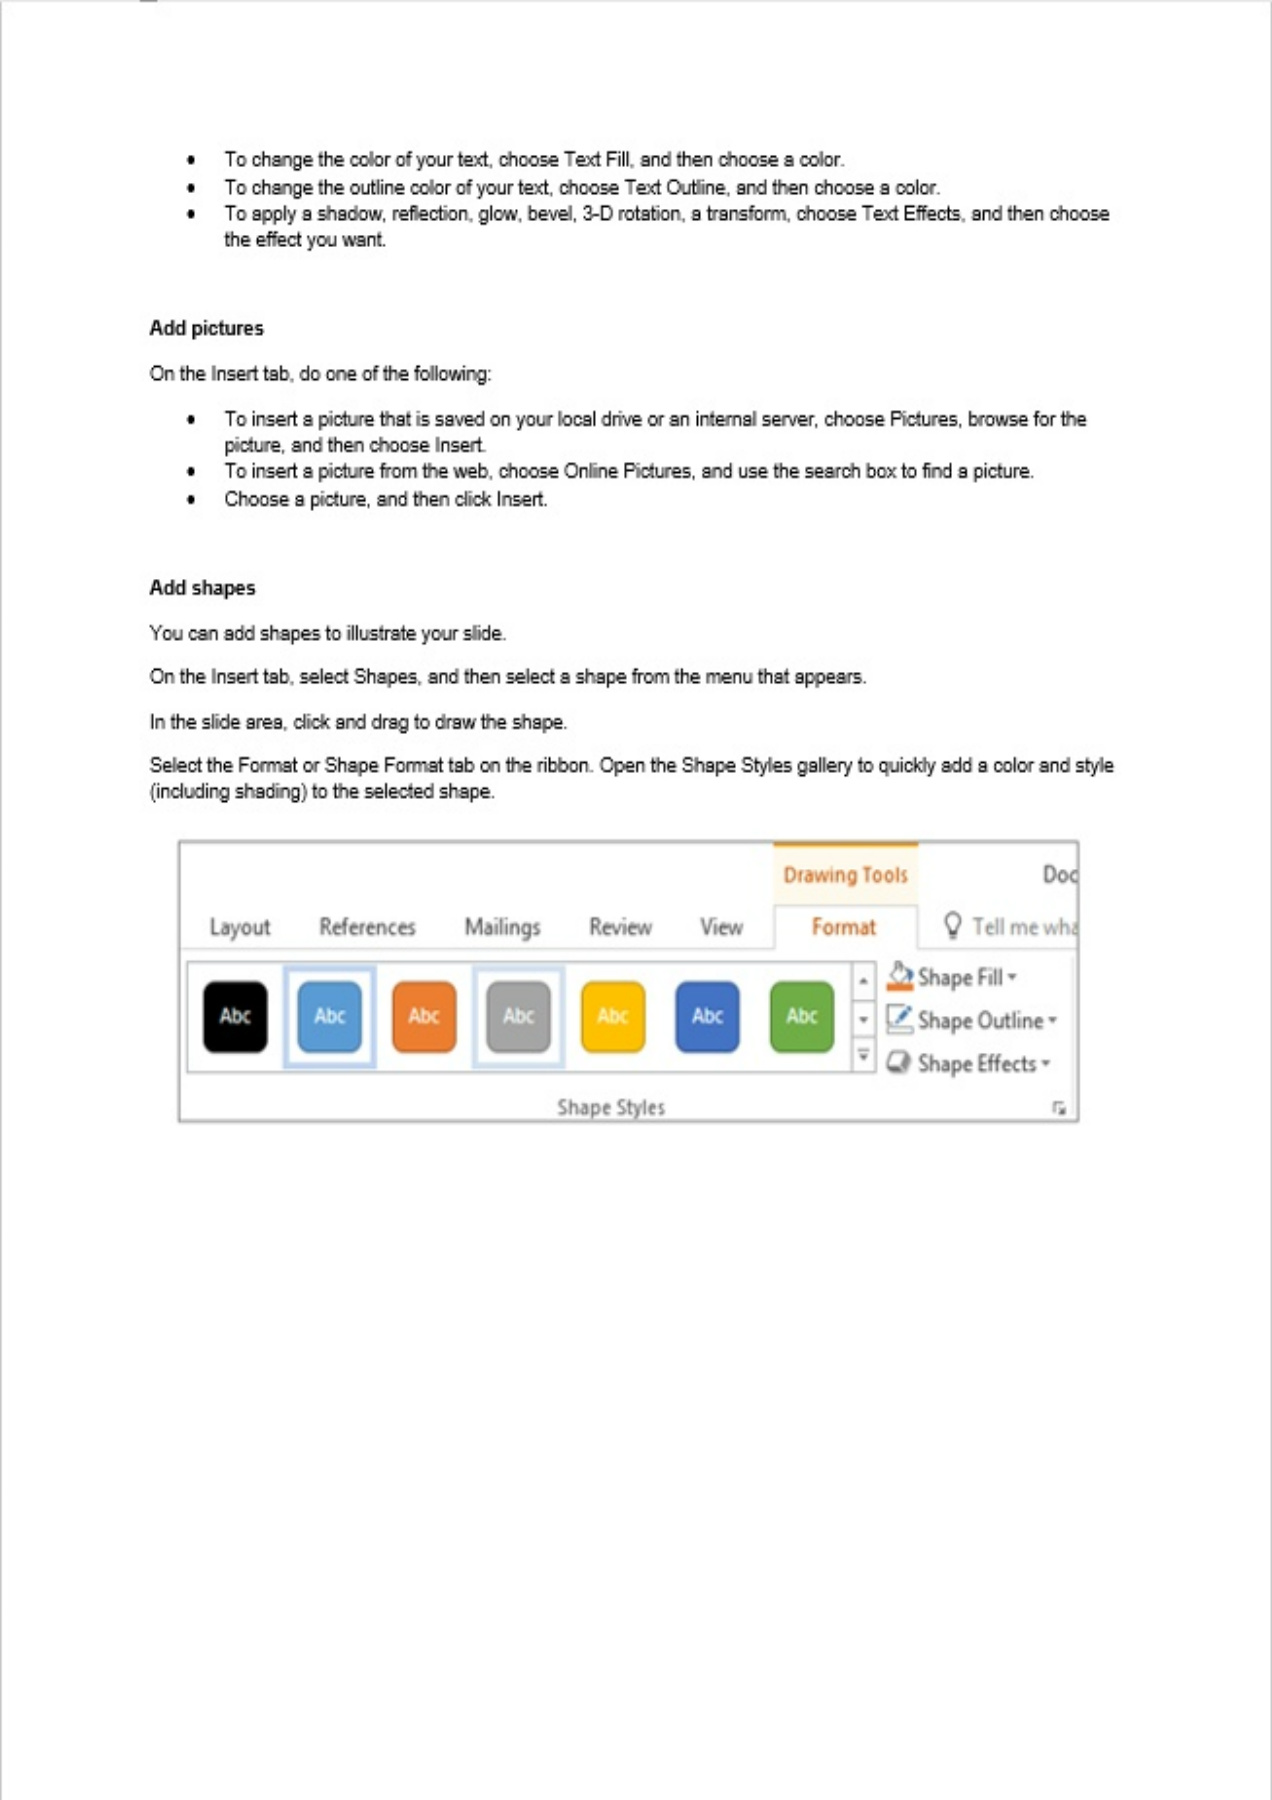 • To change the color of your text, choose Text Fill, and then choose a color.
• To change the outline color of your text, choose Text Outline, and then choose a color.
• To apply a shadow, reflection, glow, bevel, 3-D rotation, a transform, choose Text Effects, and then choose
the effect you want.
Add pictures
On the Insert tab, do one of the following:
• To insert a picture that is saved on your local drive or an internal server, choose Pictures, browse for the
picture, and then choose Insert.
• To insert a picture from the web, choose Online Pictures, and use the search box to find a picture.
• Choose a picture, and then click Insert.
Add shapes
You can add shapes to illustrate your slide.
On the Insert tab, select Shapes, and then select a shape from the menu that appears.
In the slide area, click and drag to draw the shape.
Select the Format or Shape Format tab on the ribbon. Open the Shape Styles gallery to quickly add a color and style
(including shading) to the selected shape.
Drawing Tools Doc
Layout References Mailings Review View Format Tell me wha
Abc Abc Abc Abc Abc Abc Abc
Shape Fill
Shape Outline
Shape Effects
Shape Styles